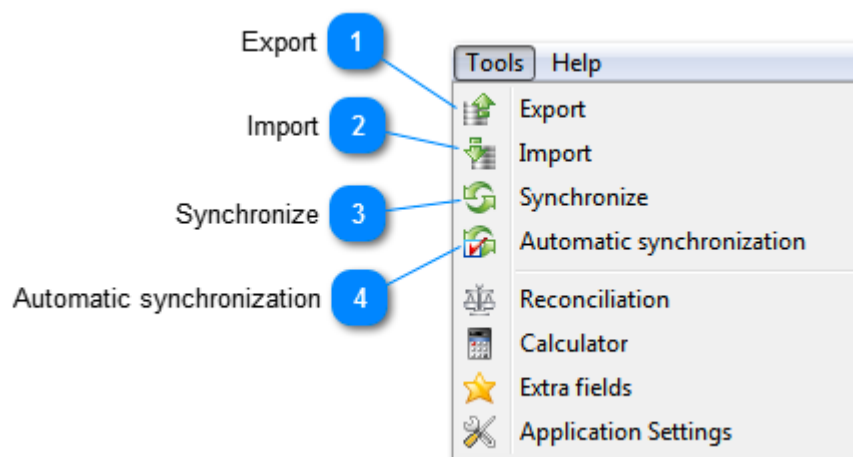 Export 1
Tools Help
Export
Import 2
Import
Synchronize 3
Synchronize
Automatic synchronization
Automatic synchronization 4
Reconciliation
Calculator
Extra fields
Application Settings